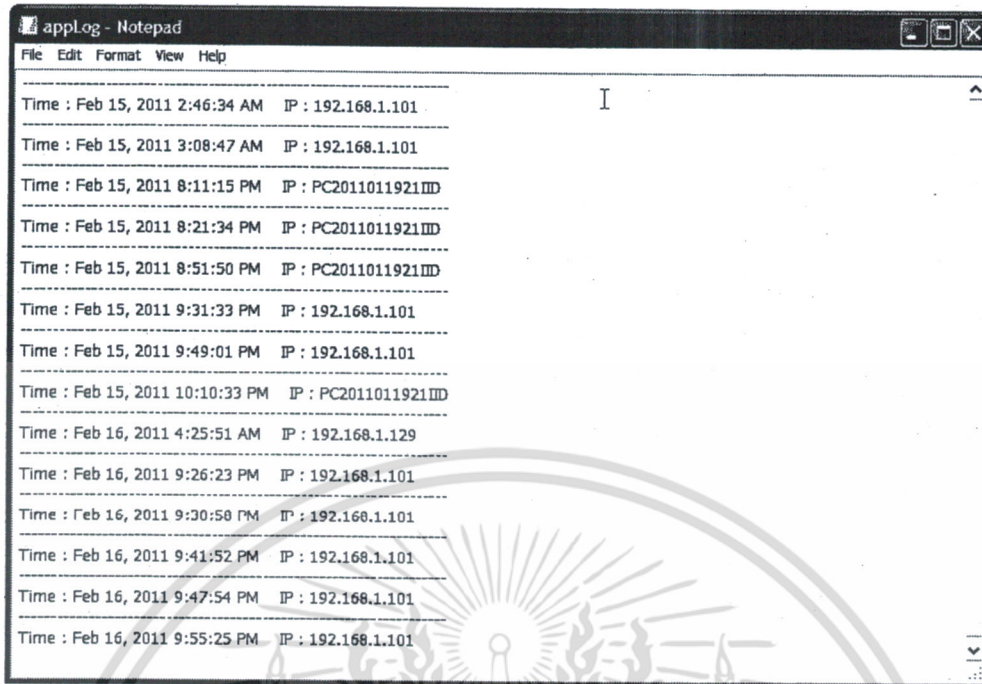 appLog - Notepad
File Edit Format View Help
Time : Feb 15, 2011 2:46:34 AM IP : 192.168.1.101
Time : Feb 15, 2011 3:08:47 AM IP : 192.168.1.101
Time : Feb 15, 2011 8:11:15 PM IP : PC2011011921IID
Time : Feb 15, 2011 8:21:34 PM IP : PC2011011921IID
Time : Feb 15, 2011 8:51:50 PM IP : PC2011011921IID
Time : Feb 15, 2011 9:31:33 PM IP : 192.168.1.101
Time : Feb 15, 2011 9:49:01 PM IP : 192.168.1.101
Time : Feb 15, 2011 10:10:33 PM IP : PC2011011921IID
Time : Feb 16, 2011 4:25:51 AM IP : 192.168.1.129
Time : Feb 16, 2011 9:26:23 PM IP : 192.168.1.101
Time : Feb 16, 2011 9:30:58 PM IP : 192.168.1.101
Time : Feb 16, 2011 9:41:52 PM IP : 192.168.1.101
Time : Feb 16, 2011 9:47:54 PM IP : 192.168.1.101
Time : Feb 16, 2011 9:55:25 PM IP : 192.168.1.101